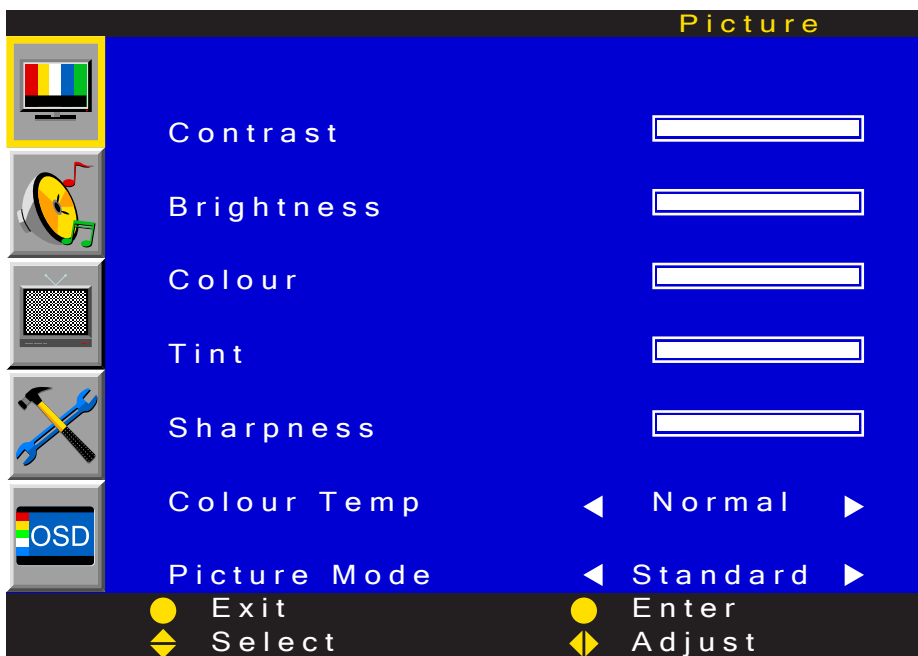 Picture
Contrast
Brightness
Colour
Tint
Sharpness
Colour Temp Normal
OSD
Picture Mode Standard
Exit Enter
Select Adjust